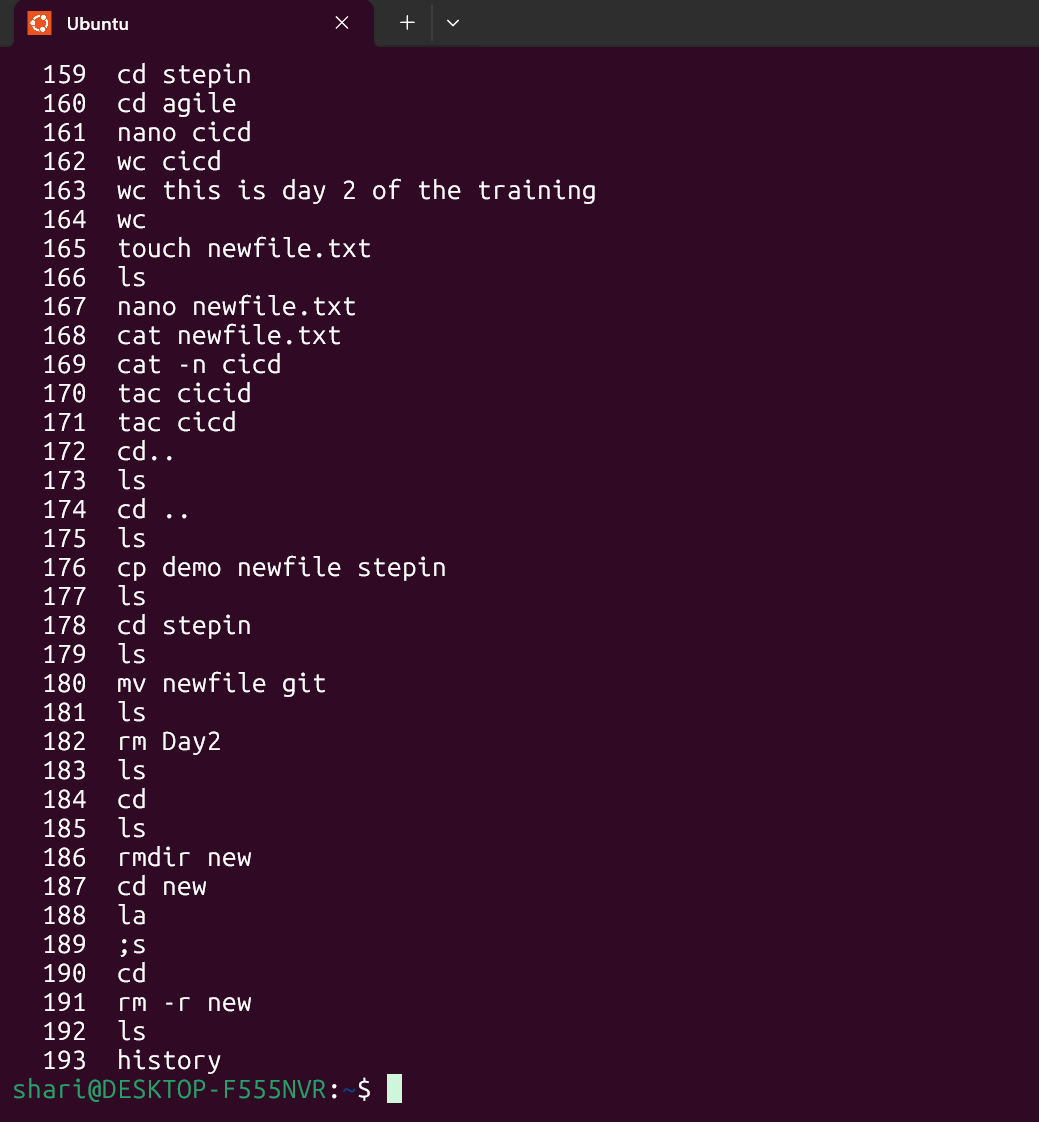 Ubuntu
159 cd stepin
160 cd agile
161 nano cicd
162 wc cicd
163 wc this is day 2 of the training
164 wc
165 touch newfile.txt
166 ls
167 nano newfile.txt
168 cat newfile.txt
169 cat -n cicd
170 tac cicid
171 tac cicd
172 cd..
173 ls
174 cd ..
175 ls
176 cp demo newfile stepin
177 ls
178 cd stepin
179 ls
180 mv newfile git
181 ls
182 rm Day2
183 ls
184 cd
185 ls
186 rmdir new
187 cd new
188 la
189 ;s
190 cd
191 rm -r new
192 ls
193 history
shari@DESKTOP-F555NVR:~$